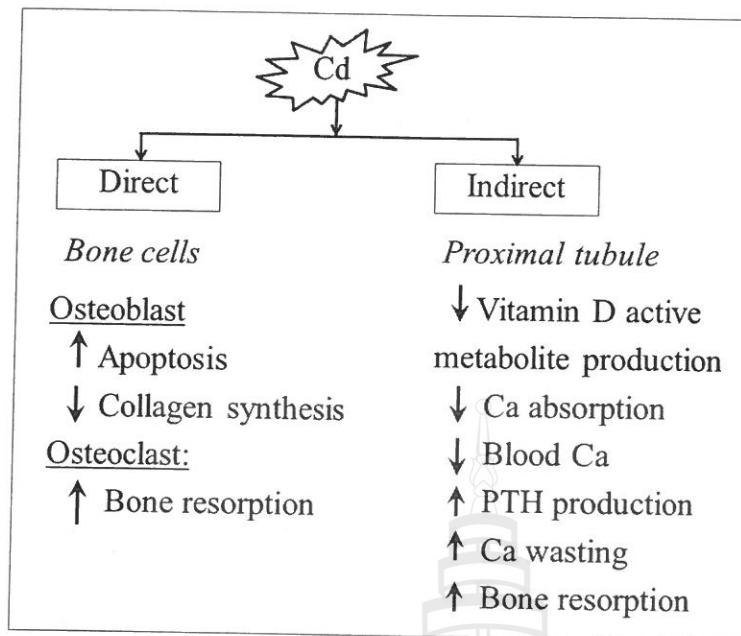 Cd
Direct
Indirect
Bone cells
Osteoblast
↑ Apoptosis
↓ Collagen synthesis
Osteoclast:
↑ Bone resorption
Proximal tubule
↓ Vitamin D active
metabolite production
↓ Ca absorption
↓ Blood Ca
↑ PTH production
↑ Ca wasting
↑ Bone resorption